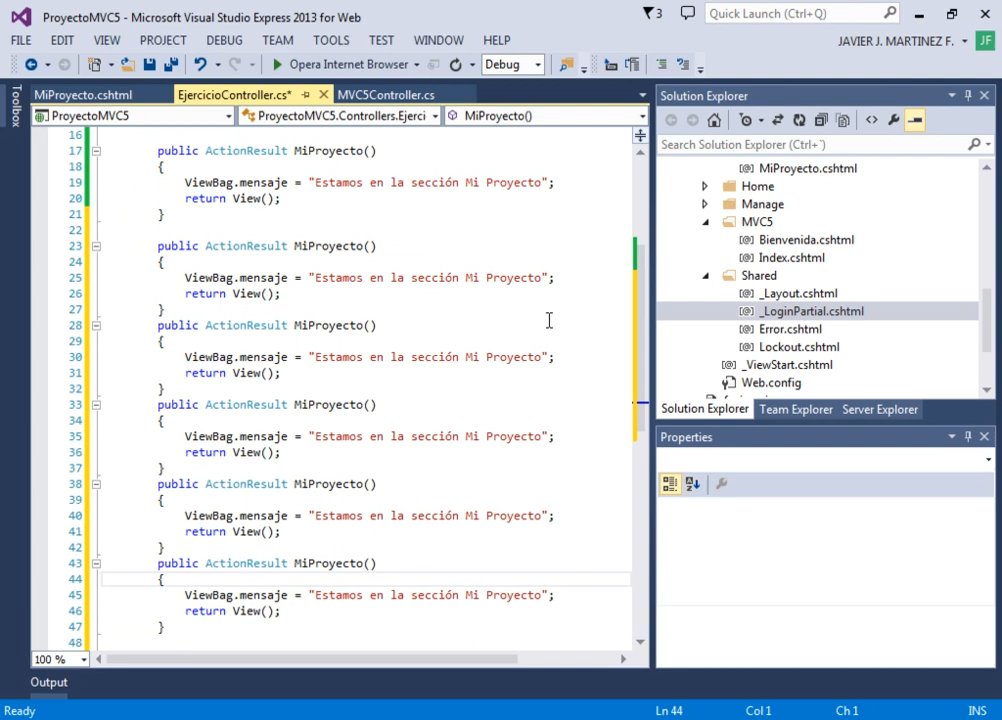 ProyectoMVC5 - Microsoft Visual Studio Express 2013 for Web
3
Quick Launch (Ctrl+Q)
FILE EDIT VIEW PROJECT DEBUG TEAM TOOLS TEST WINDOW HELP
JAVIER J. MARTINEZ F.
JF
Opera Internet Browser
Debug
Toolbox
MiProyecto.cshtml
EjercicioController.cs*
MVC5Controller.cs
ProyectoMVC5
ProyectoMVC5.Controllers.Ejerci
MiProyecto()
16
17 public ActionResult MiProyecto()
18 {
19 ViewBag.mensaje = "Estamos en la sección Mi Proyecto";
20 return View();
21 }
22
23 public ActionResult MiProyecto()
24 {
25 ViewBag.mensaje = "Estamos en la sección Mi Proyecto";
26 return View();
27 }
28 public ActionResult MiProyecto()
29 {
30 ViewBag.mensaje = "Estamos en la sección Mi Proyecto";
31 return View();
32 }
33 public ActionResult MiProyecto()
34 {
35 ViewBag.mensaje = "Estamos en la sección Mi Proyecto";
36 return View();
37 }
38 public ActionResult MiProyecto()
39 {
40 ViewBag.mensaje = "Estamos en la sección Mi Proyecto";
41 return View();
42 }
43 public ActionResult MiProyecto()
44 {
45 ViewBag.mensaje = "Estamos en la sección Mi Proyecto";
46 return View();
47 }
48
100 %
Solution Explorer
Search Solution Explorer (Ctrl+¨)
MiProyecto.cshtml
Home
Manage
MVC5
Bienvenida.cshtml
Index.cshtml
Shared
_Layout.cshtml
_LoginPartial.cshtml
Error.cshtml
Lockout.cshtml
_ViewStart.cshtml
Web.config
Solution Explorer Team Explorer Server Explorer
Properties
Output
Ready
Ln 44
Col 1
Ch 1
INS